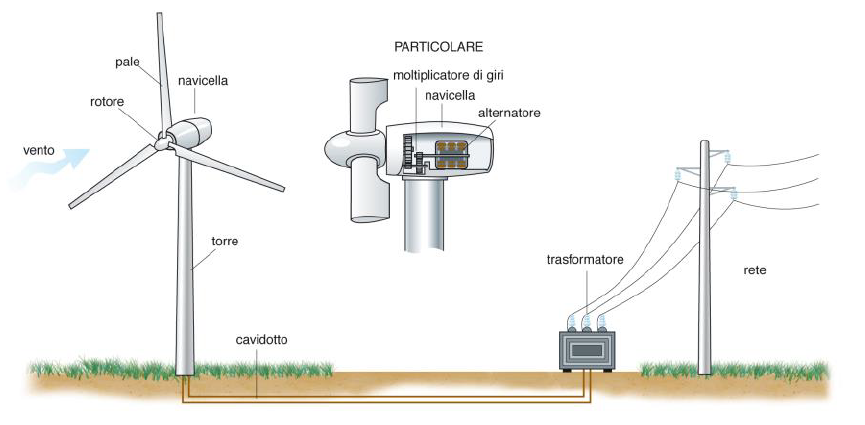 PARTICOLARE
pale
navicella
rotore
vento
torre
cavidotto
moltiplicatore di giri
navicella
alternatore
trasformatore
rete